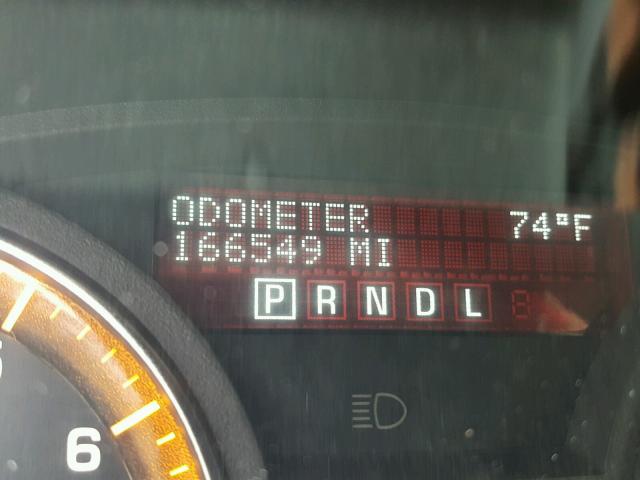 ODOMETER 74°F
166549 MI
P R N D L
6